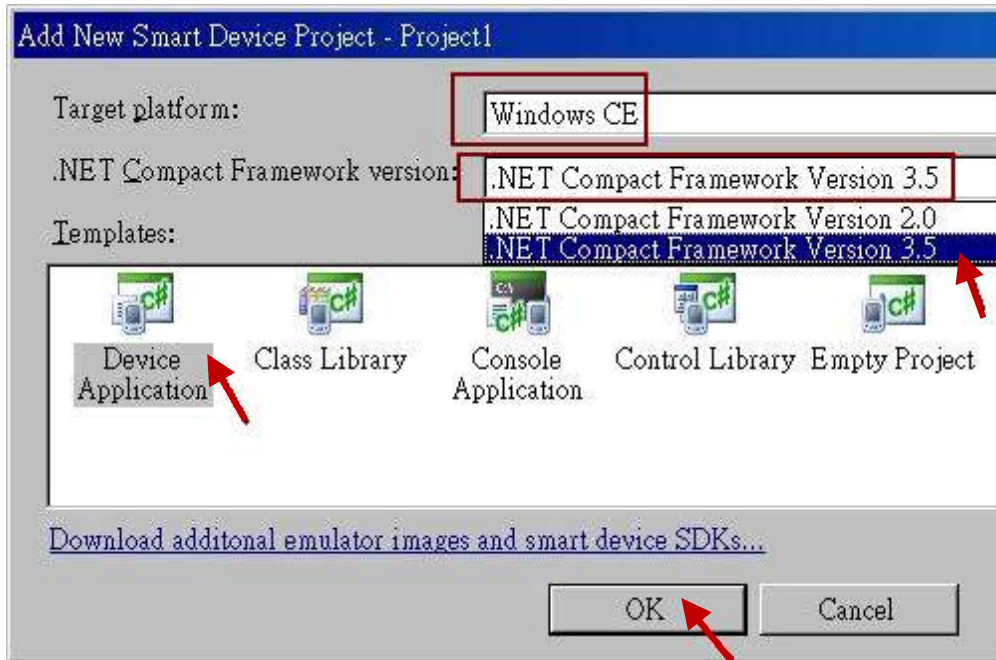 Add New Smart Device Project - Project1
Target platform:
Windows CE
.NET Compact Framework version:
.NET Compact Framework Version 3.5
.NET Compact Framework Version 2.0
.NET Compact Framework Version 3.5
Templates:
C#
C#
C:\
C#
C#
C#
Device
Application
Class Library
Console
Application
Control Library
Empty Project
Download additonal emulator images and smart device SDKs...
OK
Cancel